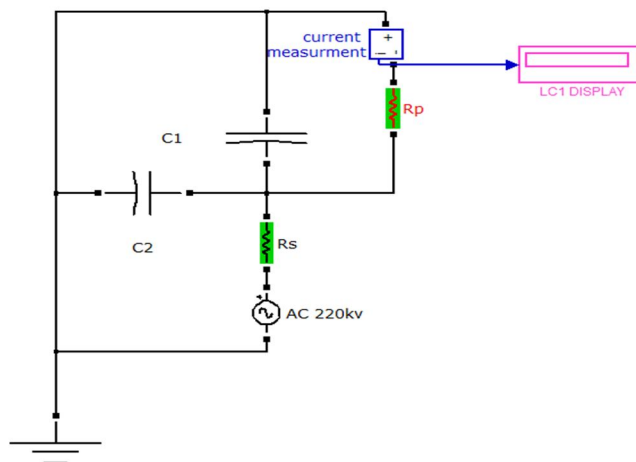 current
measurment
+
LC1 DISPLAY
Rp
C1
C2
Rs
AC 220kv